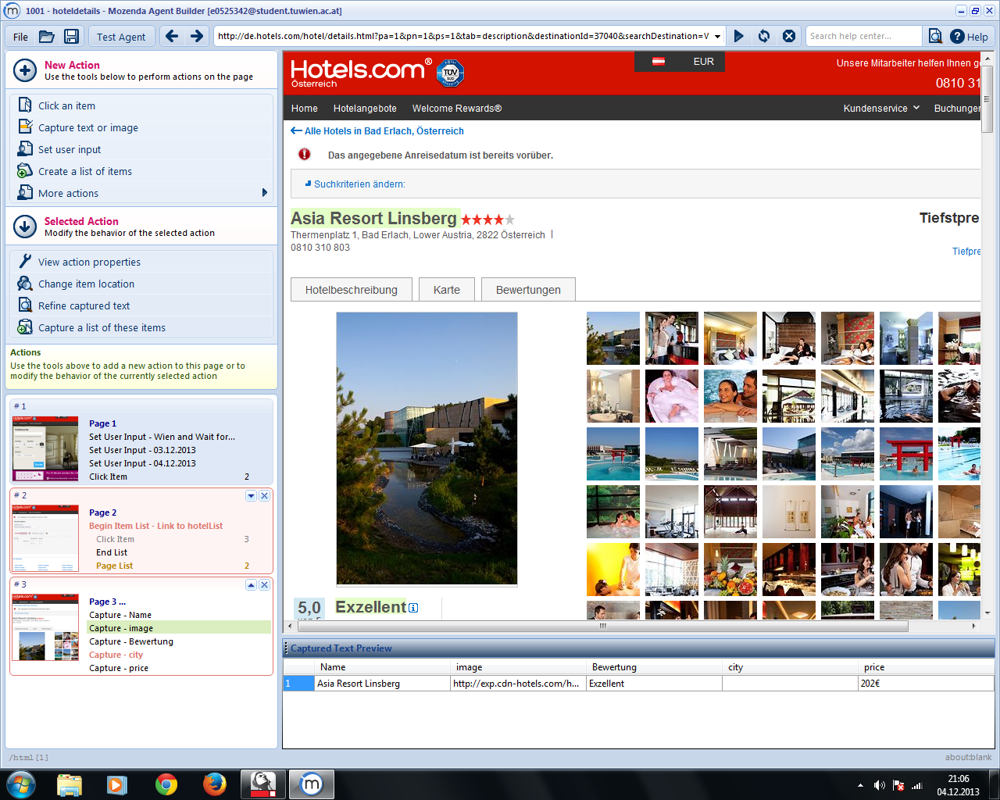 1001 - hoteldetails - Mozenda Agent Builder [e0525342@student.tuwien.ac.at]
File
Test Agent
http://de.hotels.com/hotel/details.html?pa=1&pn=1&ps=1&tab=description&destinationId=37040&searchDestination=V
Search help center...
Help
New Action
Use the tools below to perform actions on the page
Click an item
Capture text or image
Set user input
Create a list of items
More actions
Selected Action
Modify the behavior of the selected action
View action properties
Change item location
Refine captured text
Capture a list of these items
Actions
Use the tools above to add a new action to this page or to
modify the behavior of the currently selected action
# 1
Page 1
Set User Input - Wien and Wait for...
Set User Input - 03.12.2013
Set User Input - 04.12.2013
Click Item 2
# 2
Page 2
Begin Item List - Link to hotelList
Click Item 3
End List
Page List 2
# 3
Page 3 ...
Capture - Name
Capture - image
Capture - Bewertung
Capture - city
Capture - price
Hotels.com®
Österreich
TÜV
EUR
Unsere Mitarbeiter helfen Ihnen ge
0810 31
Home Hotelangebote Welcome Rewards® Kundenservice Buchunger
Alle Hotels in Bad Erlach, Österreich
Das angegebene Anreisedatum ist bereits vorüber.
Suchkriterien ändern:
Asia Resort Linsberg
Tiefstpre
Thermenplatz 1, Bad Erlach, Lower Austria, 2822 Österreich |
0810 310 803
Tiefpre
Hotelbeschreibung Karte Bewertungen
5,0 Exzellent
von 5
Captured Text Preview
Name image Bewertung city price
1 Asia Resort Linsberg http://exp.cdn-hotels.com/h... Exzellent 202€
/html[1]
about:blank
21:06
04.12.2013